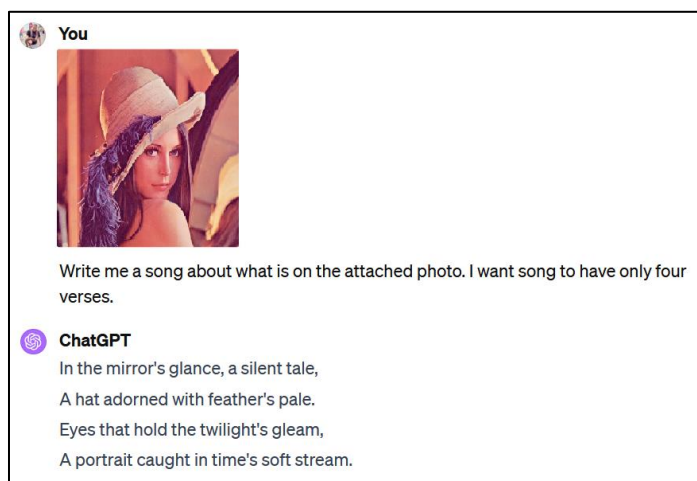 You
Write me a song about what is on the attached photo. I want song to have only four
verses.
ChatGPT
In the mirror's glance, a silent tale,
A hat adorned with feather's pale.
Eyes that hold the twilight's gleam,
A portrait caught in time's soft stream.